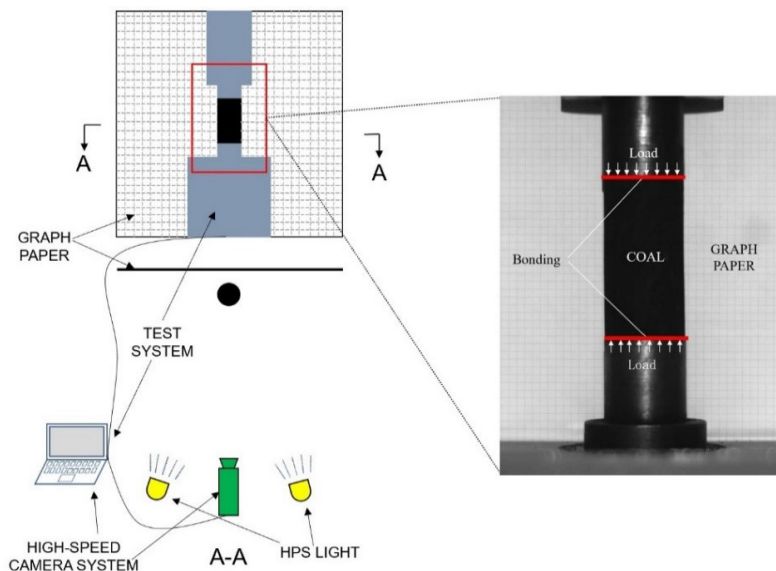 A
A
GRAPH
PAPER
TEST
SYSTEM
HIGH-SPEED
CAMERA SYSTEM
A-A
HPS LIGHT
Load
Bonding
COAL
GRAPH
PAPER
Load